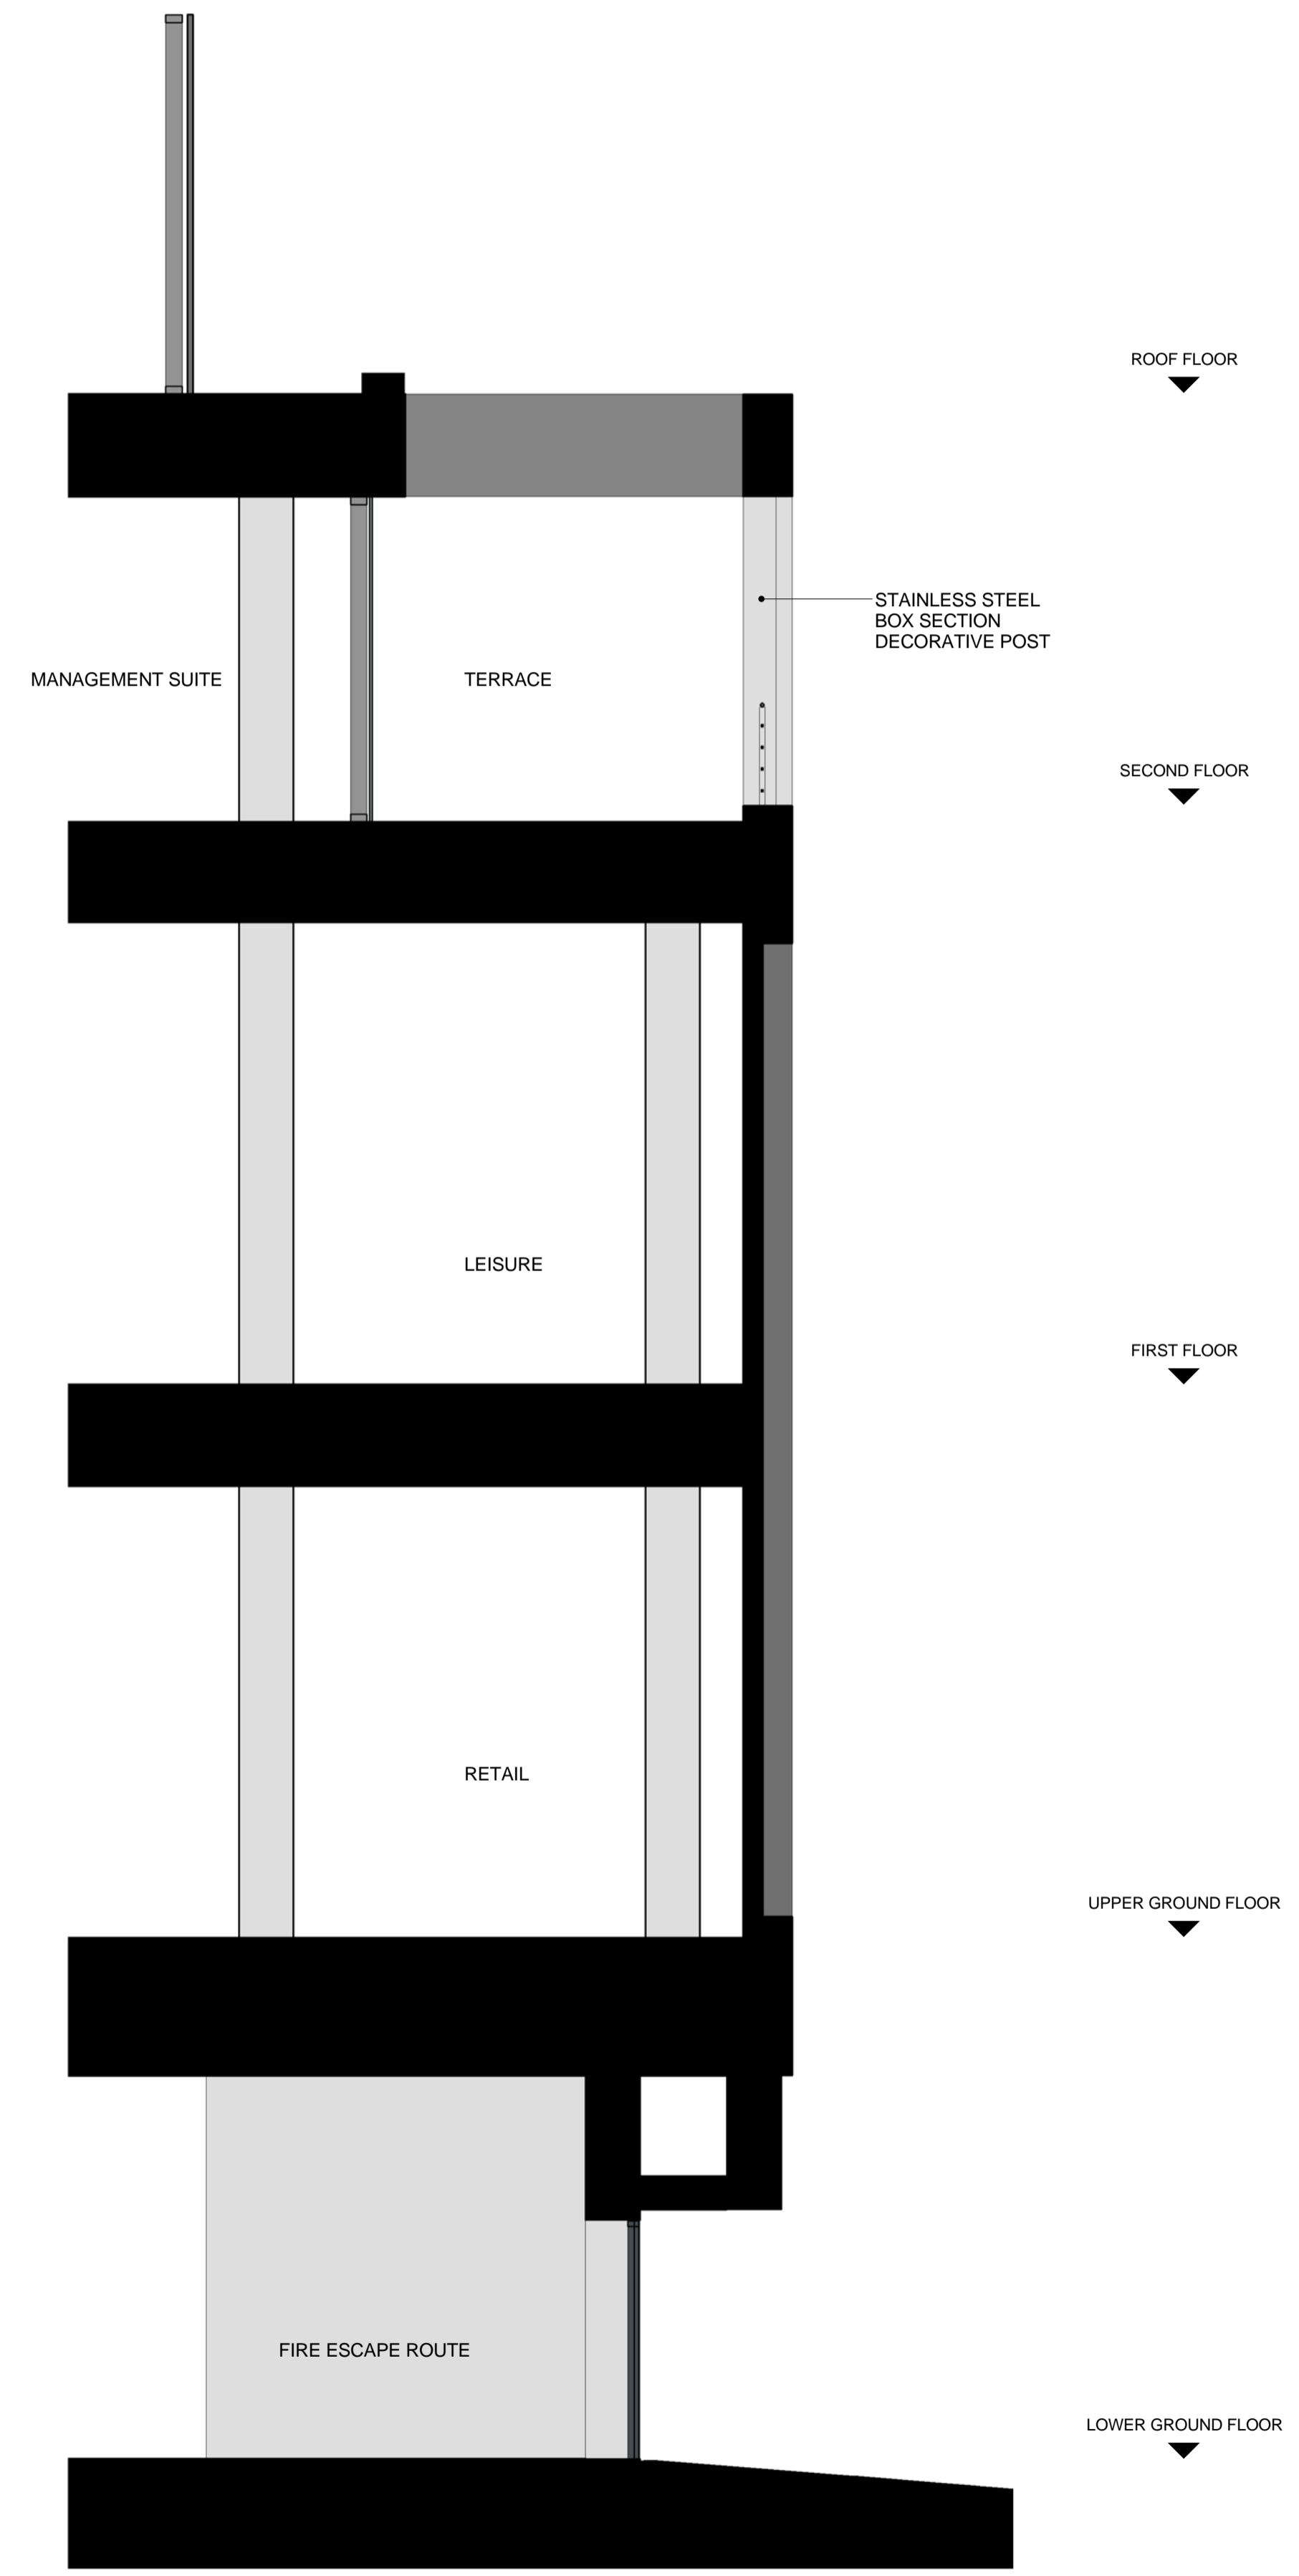 ROOF FLOOR
STAINLESS STEEL
BOX SECTION
DECORATIVE POST
MANAGEMENT SUITE
TERRACE
SECOND FLOOR
LEISURE
FIRST FLOOR
RETAIL
UPPER GROUND FLOOR
FIRE ESCAPE ROUTE
LOWER GROUND FLOOR